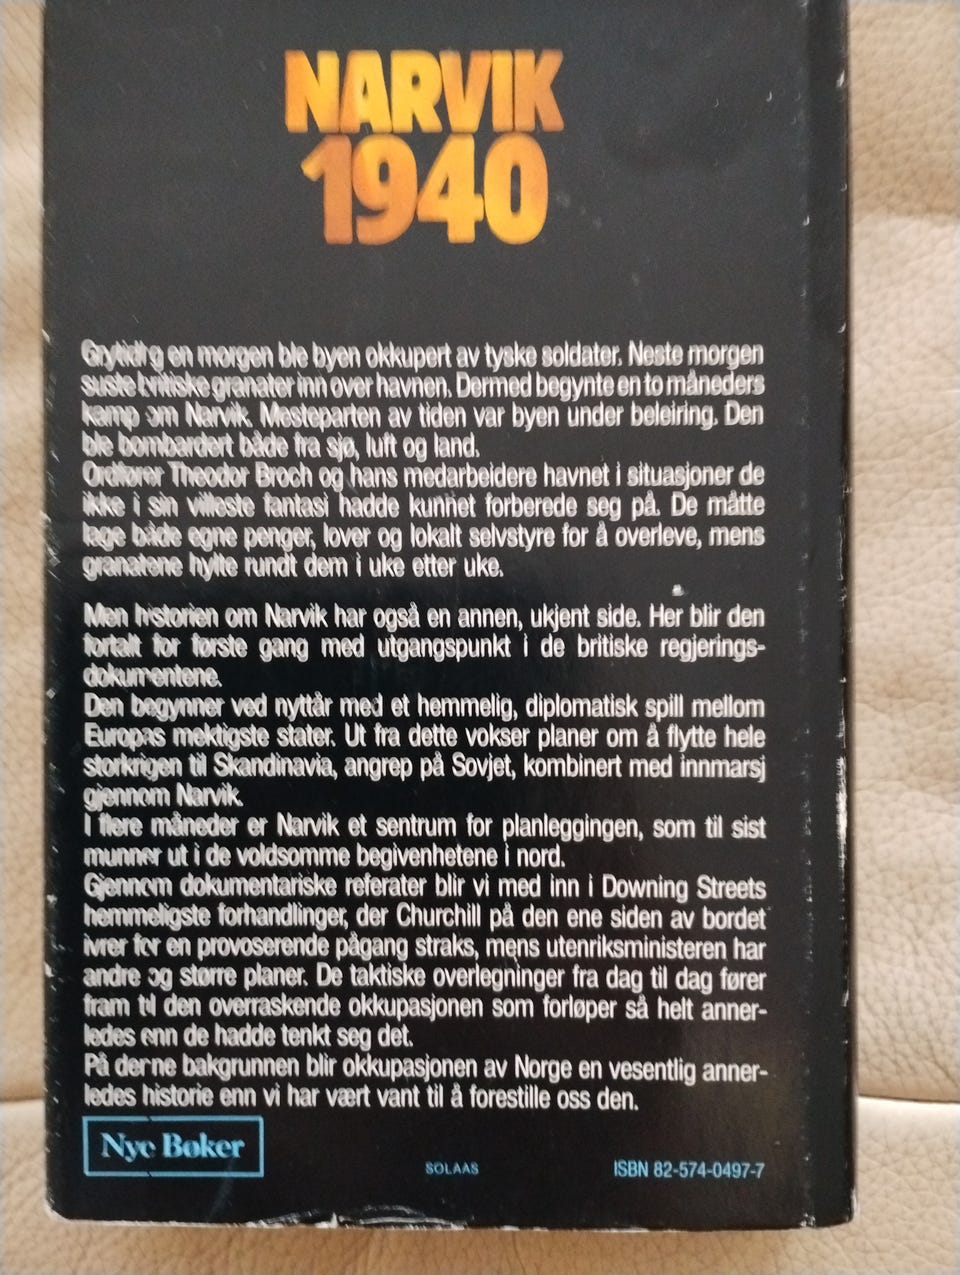 NARVIK
1940
Grytidlig en morgen ble byen okkupert av tyske soldater. Neste morgen
suste britiske granater inn over havnen. Dermed begynte en to måneders
kamp om Narvik. Mesteparten av tiden var byen under beleiring. Den
ble bombardert både fra sjø, luft og land.
Ordfører Theodor Broch og hans medarbeidere havnet i situasjoner de
ikke i sin villeste fantasi hadde kunnet forberede seg på. De måtte
lage både egne penger, lover og lokalt selvstyre for å overleve, mens
granatene hylte rundt dem i uke etter uke.
Men historien om Narvik har også en annen, ukjent side. Her blir den
fortalt for første gang med utgangspunkt i de britiske regjerings-
dokumentene.
Den begynner ved nyttår med et hemmelig, diplomatisk spill mellom
Europas mektigste stater. Ut fra dette vokser planer om å flytte hele
storkrigen til Skandinavia, angrep på Sovjet, kombinert med innmarsj
gjennom Narvik.
I flere måneder er Narvik et sentrum for planleggingen, som til sist
munner ut i de voldsomme begivenhetene i nord.
Gjennom dokumentariske referater blir vi med inn i Downing Streets
hemmeligste forhandlinger, der Churchill på den ene siden av bordet
ivrer for en provoserende pågang straks, mens utenriksministeren har
andre og større planer. De taktiske overlegninger fra dag til dag fører
fram til den overraskende okkupasjonen som forløper så helt anner-
ledes enn de hadde tenkt seg det.
På denne bakgrunnen blir okkupasjonen av Norge en vesentlig anner-
ledes historie enn vi har vært vant til å forestille oss den.
Nye Bøker
SOLAAS
ISBN 82-574-0497-7